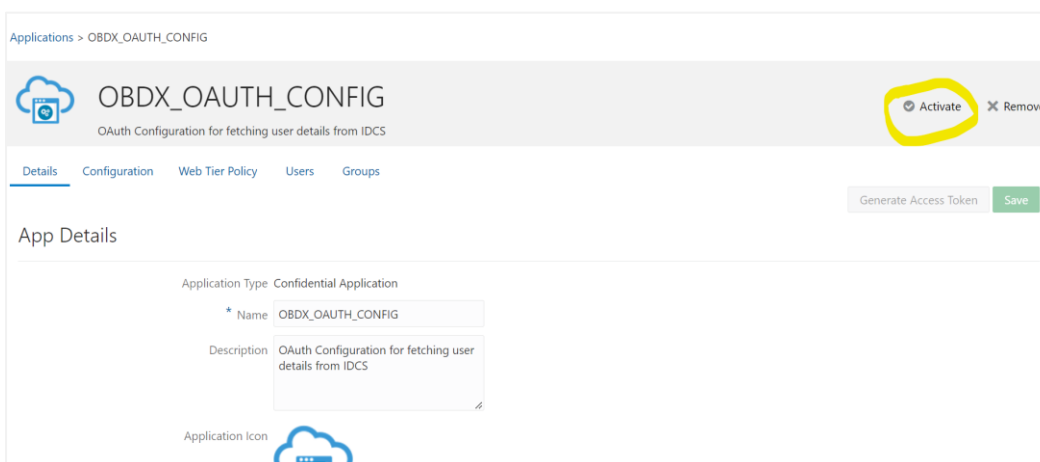 Applications > OBDX_OAUTH_CONFIG
OBDX_OAUTH_CONFIG
Activate
Remove
OAuth Configuration for fetching user details from IDCS
Details Configuration Web Tier Policy Users Groups
Generate Access Token Save
App Details
Application Type Confidential Application
* Name OBDX_OAUTH_CONFIG
Description OAuth Configuration for fetching user
details from IDCS
Application Icon